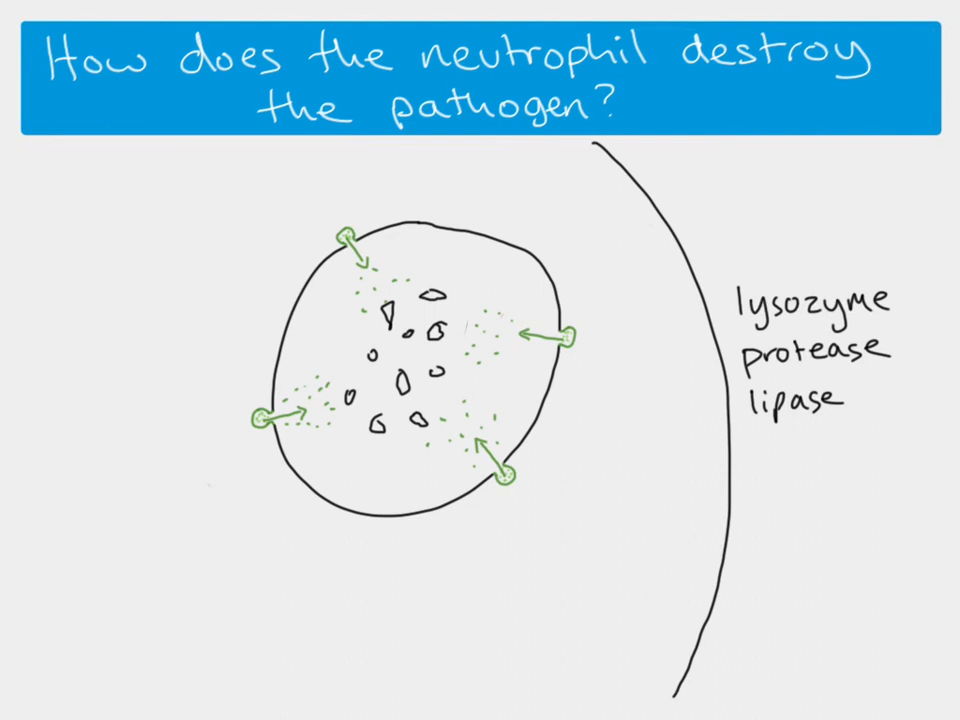 How does the neutrophil destroy
the pathogen?
lysozyme
protease
lipase